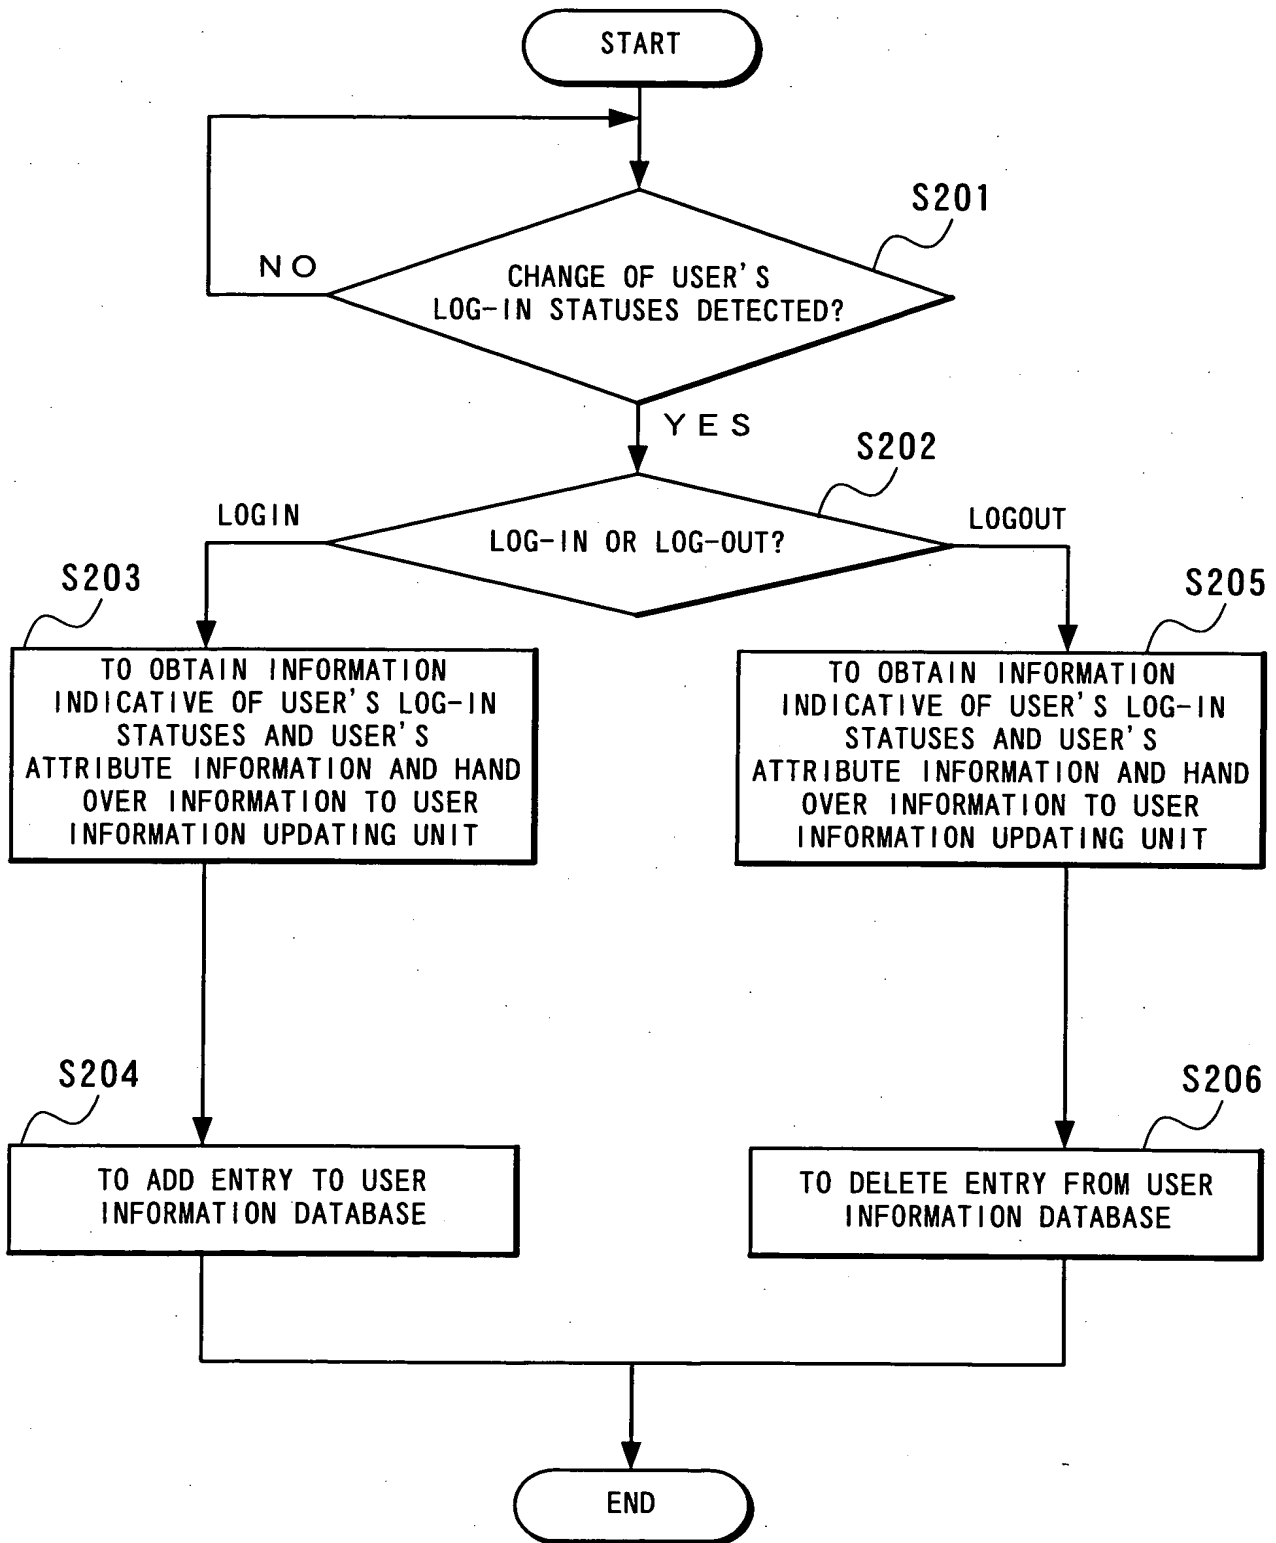 START
S201
NO
CHANGE OF USER'S
LOG-IN STATUSES DETECTED?
YES
S202
LOGIN
LOGOUT
LOG-IN OR LOG-OUT?
S203
S205
TO OBTAIN INFORMATION
INDICATIVE OF USER'S LOG-IN
STATUSES AND USER'S
ATTRIBUTE INFORMATION AND HAND
OVER INFORMATION TO USER
INFORMATION UPDATING UNIT
TO OBTAIN INFORMATION
INDICATIVE OF USER'S LOG-IN
STATUSES AND USER'S
ATTRIBUTE INFORMATION AND HAND
OVER INFORMATION TO USER
INFORMATION UPDATING UNIT
S204
S206
TO ADD ENTRY TO USER
INFORMATION DATABASE
TO DELETE ENTRY FROM USER
INFORMATION DATABASE
END